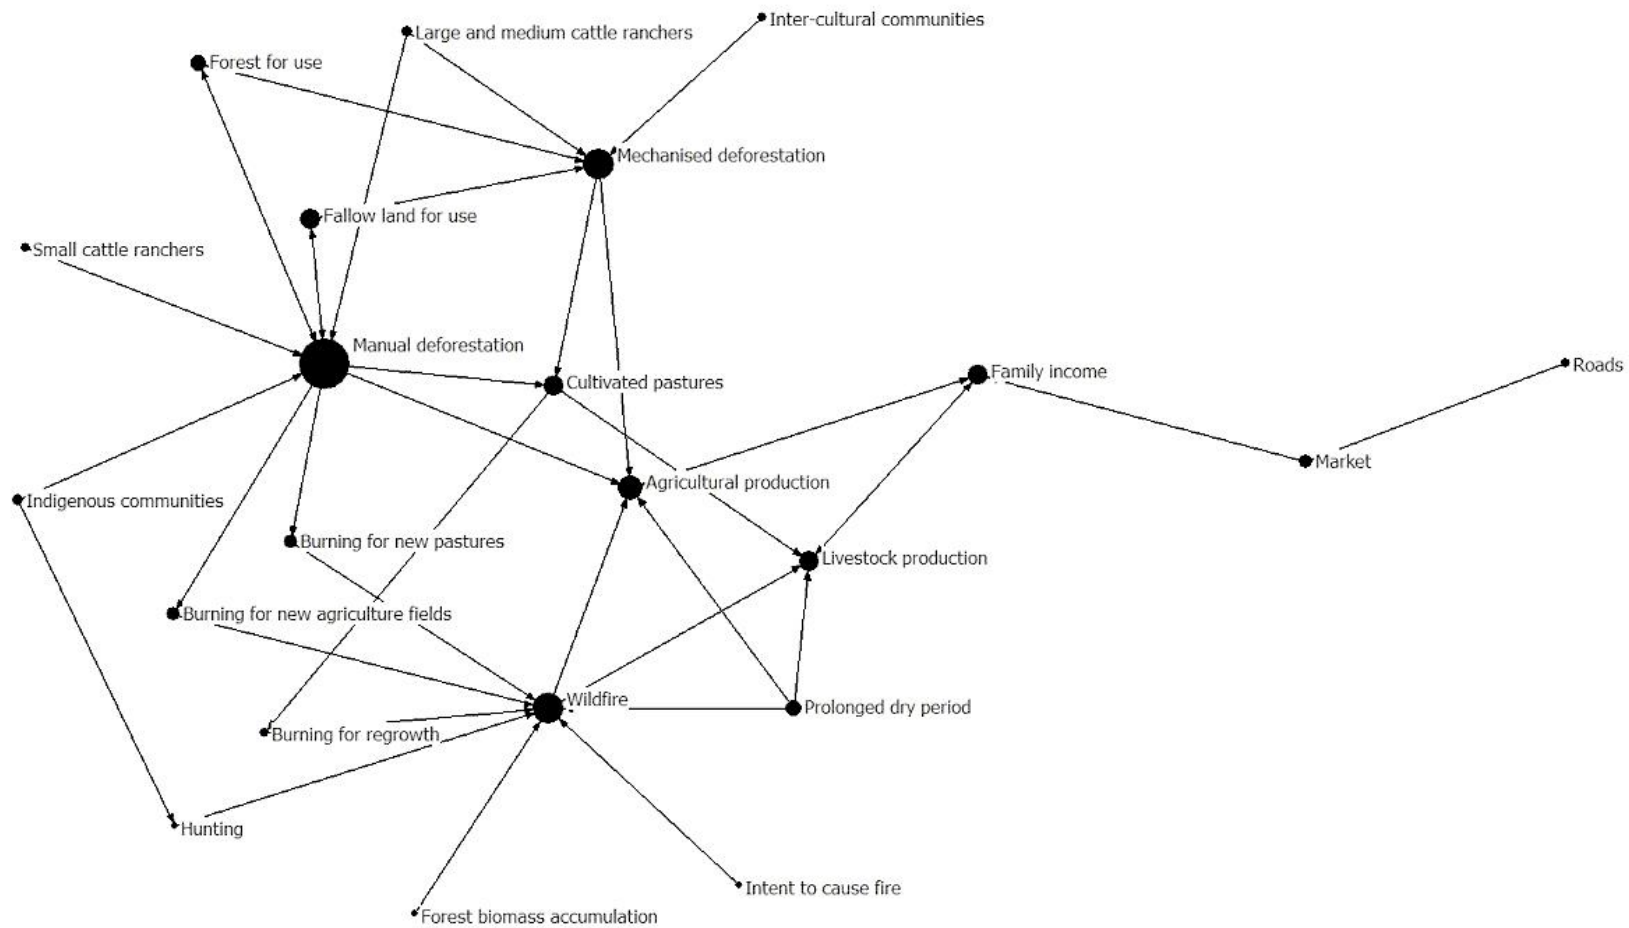 Inter-cultural communities
Large and medium cattle ranchers
Forest for use
Mechanised deforestation
Fallow land for use
Small cattle ranchers
Manual deforestation
Roads
Family income
Cultivated pastures
Market
Agricultural production
Indigenous communities
Burning for new pastures
Livestock production
Burning for new agriculture fields
Wildfire
Prolonged dry period
Burning for regrowth
Hunting
Intent to cause fire
Forest biomass accumulation